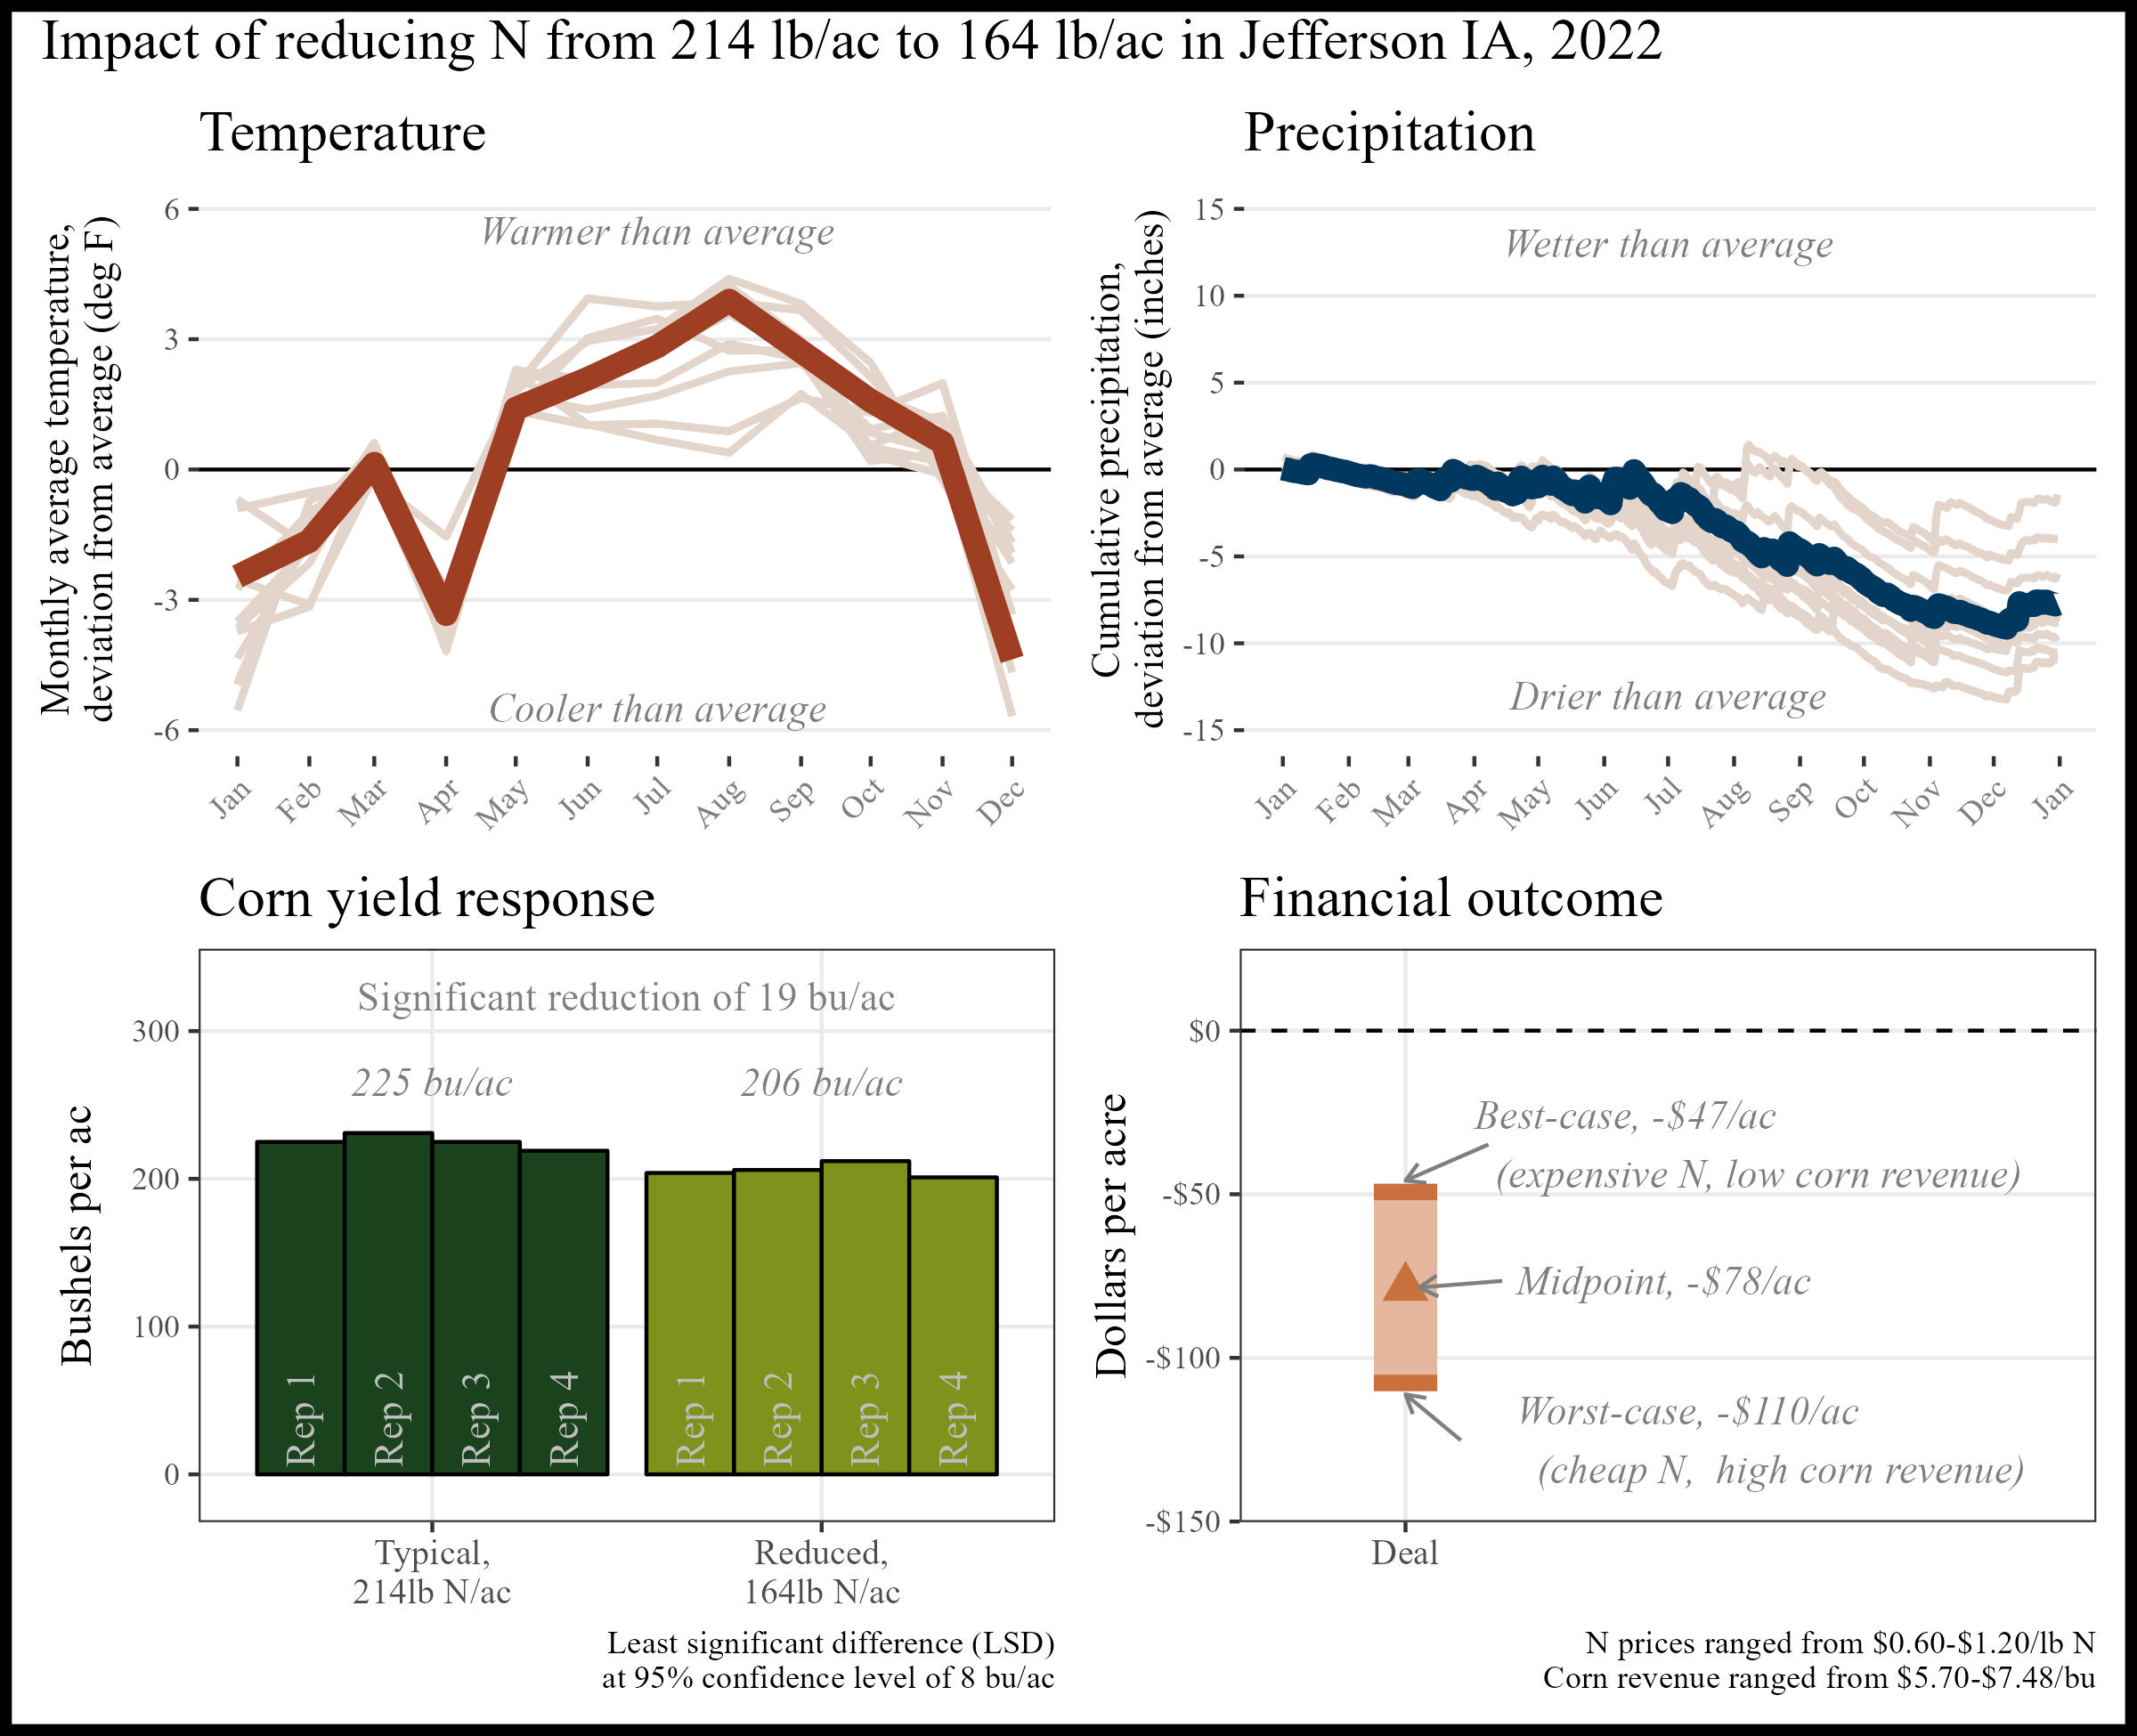 Impact of reducing N from 214 lb/ac to 164 lb/ac in Jefferson IA, 2022
Temperature
Monthly average temperature,
deviation from average (deg F)
6
3
0
-3
-6
Warmer than average
Cooler than average
Jan
Feb
Mar
Apr
May
Jun
Jul
Aug
Sep
Oct
Nov
Dec
Precipitation
Cumulative precipitation,
deviation from average (inches)
15
10
5
0
-5
-10
-15
Wetter than average
Drier than average
Jan
Feb
Mar
Apr
May
Jun
Jul
Aug
Sep
Oct
Nov
Dec
Jan
Corn yield response
Bushels per ac
300
200
100
0
Significant reduction of 19 bu/ac
225 bu/ac
206 bu/ac
Rep 1
Rep 2
Rep 3
Rep 4
Rep 1
Rep 2
Rep 3
Rep 4
Typical,
214lb N/ac
Reduced,
164lb N/ac
Least significant difference (LSD)
at 95% confidence level of 8 bu/ac
Financial outcome
Dollars per acre
$0
-$50
-$100
-$150
Best-case, -$47/ac
(expensive N, low corn revenue)
Midpoint, -$78/ac
Worst-case, -$110/ac
(cheap N,  high corn revenue)
Deal
N prices ranged from $0.60-$1.20/lb N
Corn revenue ranged from $5.70-$7.48/bu